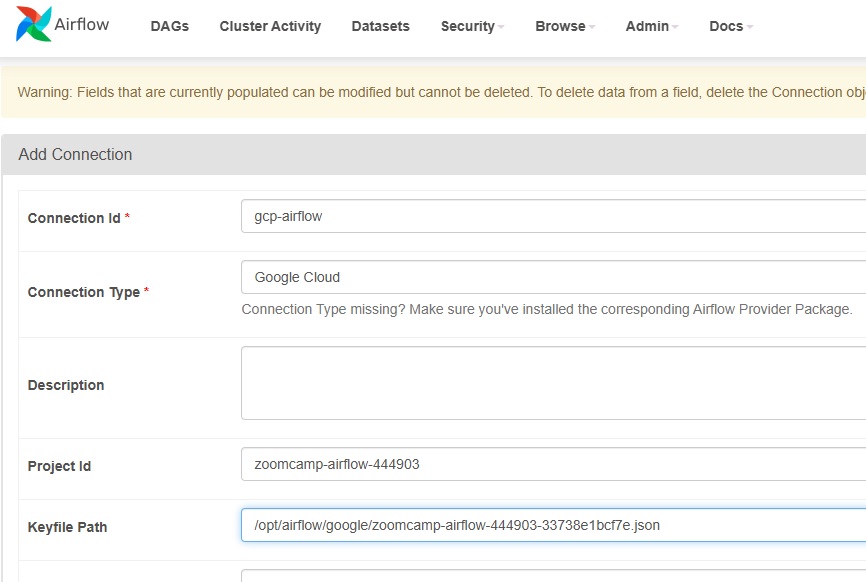 Airflow DAGs Cluster Activity Datasets Security Browse Admin Docs
Warning: Fields that are currently populated can be modified but cannot be deleted. To delete data from a field, delete the Connection obj
Add Connection
Connection Id * gcp-airflow
Connection Type * Google Cloud
Connection Type missing? Make sure you've installed the corresponding Airflow Provider Package.
Description
Project Id zoomcamp-airflow-444903
Keyfile Path /opt/airflow/google/zoomcamp-airflow-444903-33738e1bcf7e.json